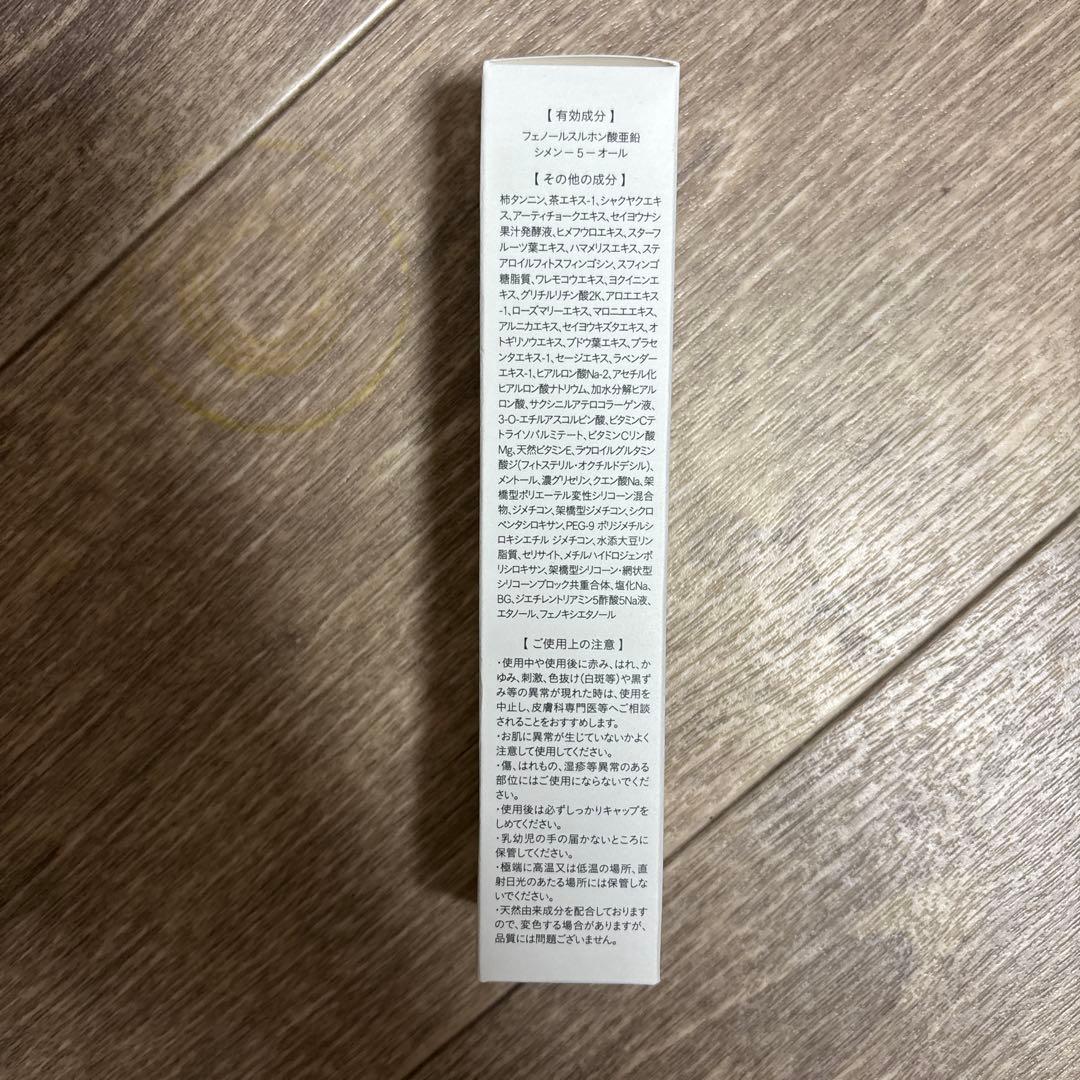 【 有効成分 】
フェノールスルホン酸亜鉛
シメン－5－オール
【 その他の成分 】
柿タンニン、茶エキス-1、シャクヤクエキ
ス、アーティチョークエキス、セイヨウナシ
果汁発酵液、ヒメフウロエキス、スターフ
ルーツ葉エキス、ハマメリスエキス、ステ
アロイルフィトスフィンゴシン、スフィンゴ
糖脂質、ワレモコウエキス、ヨクイニンエ
キス、グリチルリチン酸2K、アロエエキス
-1、ローズマリーエキス、マロニエエキス、
アルニカエキス、セイヨウキズタエキス、オ
トギリソウエキス、ブドウ葉エキス、プラセ
ンタエキス-1、セージエキス、ラベンダー
エキス-1、ヒアルロン酸Na-2、アセチル化
ヒアルロン酸ナトリウム、加水分解ヒアル
ロン酸、サクシニルアテロコラーゲン液、
3-O-エチルアスコルビン酸、ビタミンCテ
トライソパルミテート、ビタミンCリン酸
Mg、天然ビタミンE、ラウロイルグルタミン
酸ジ(フィトステリル・オクチルドデシル)、
メントール、濃グリセリン、クエン酸Na、架
橋型ポリエーテル変性シリコーン混合
物、ジメチコン、架橋型ジメチコン、シクロ
ペンタシロキサン、PEG-9 ポリジメチルシ
ロキシエチル ジメチコン、水添大豆リン
脂質、セリサイト、メチルハイドロジェンポ
リシロキサン、架橋型シリコーン・網状型
シリコーンブロック共重合体、塩化Na、
BG、ジエチレントリアミン5酢酸5Na液、
エタノール、フェノキシエタノール
【 ご使用上の注意 】
・使用中や使用後に赤み、はれ、か
ゆみ、刺激、色抜け(白斑等)や黒ず
み等の異常が現れた時は、使用を
中止し、皮膚科専門医等へご相談
されることをおすすめします。
・お肌に異常が生じていないかよく
注意して使用してください。
・傷、はれもの、湿疹等異常のある
部位にはご使用にならないでくだ
さい。
・使用後は必ずしっかりキャップを
しめてください。
・乳幼児の手の届かないところに
保管してください。
・極端に高温又は低温の場所、直
射日光のあたる場所には保管しな
いでください。
・天然由来成分を配合しております
ので、変色する場合がありますが、
品質には問題ございません。